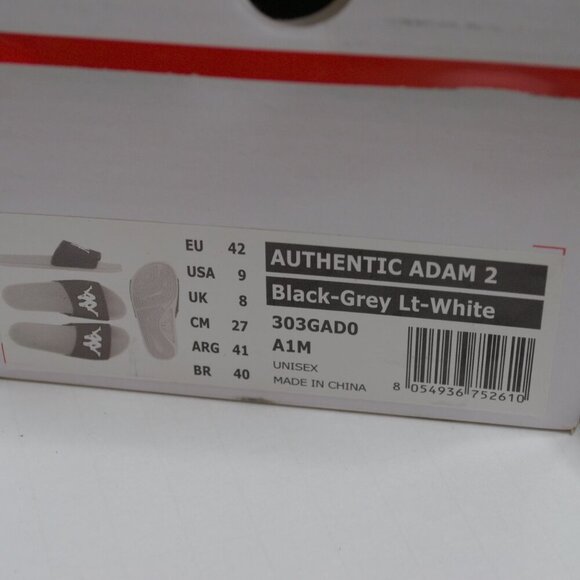 EU 42
USA 9
UK 8
CM 27
ARG 41
BR 40
AUTHENTIC ADAM 2
Black-Grey Lt-White
303GAD0
A1M
UNISEX
MADE IN CHINA
8 054936 752610